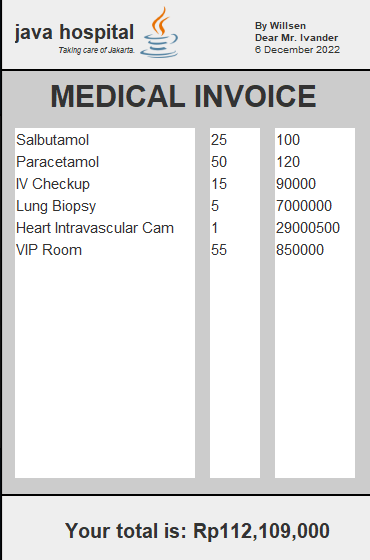 java hospital
Taking care of Jakarta.
By Willsen
Dear Mr. Ivander
6 December 2022
MEDICAL INVOICE
Salbutamol 25 100
Paracetamol 50 120
IV Checkup 15 90000
Lung Biopsy 5 7000000
Heart Intravascular Cam 1 29000500
VIP Room 55 850000
Your total is: Rp112,109,000